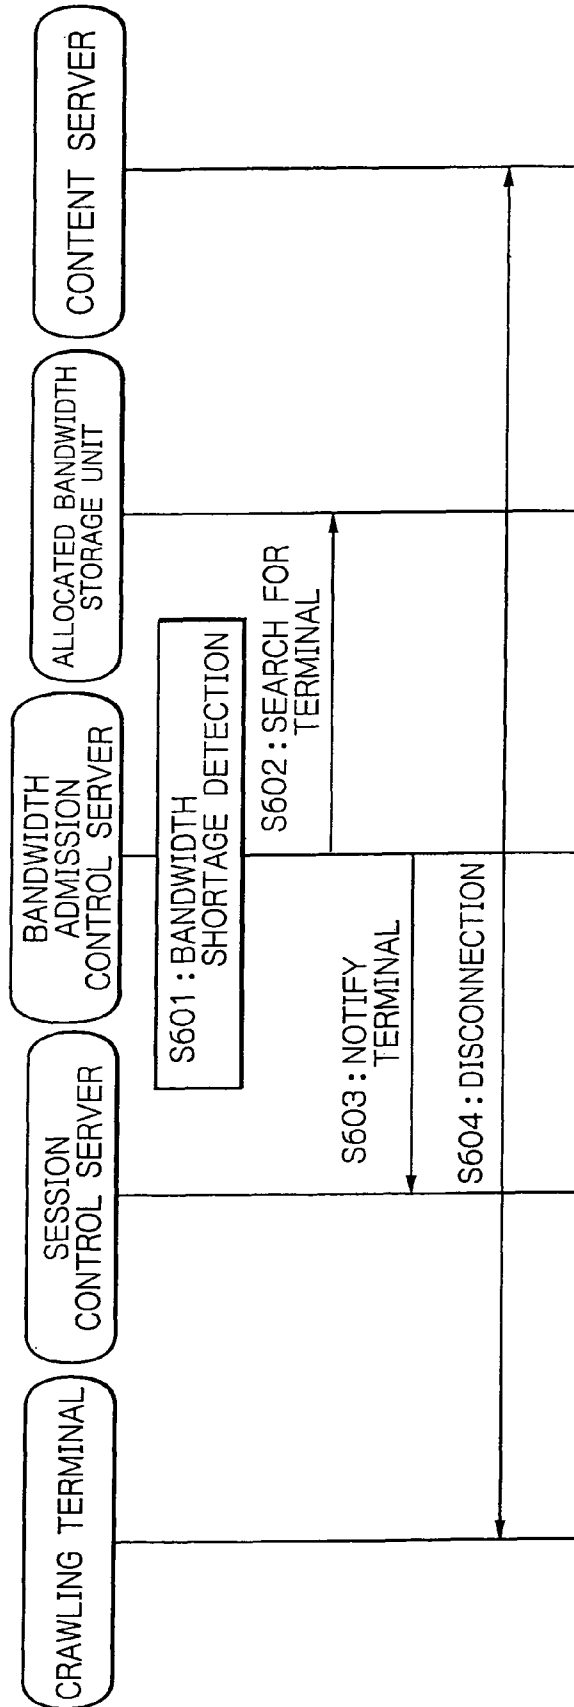 CRAWLING TERMINAL
SESSION
CONTROL SERVER
BANDWIDTH
ADMISSION
CONTROL SERVER
ALLOCATED BANDWIDTH
STORAGE UNIT
CONTENT SERVER
S601 : BANDWIDTH
SHORTAGE DETECTION
S602 : SEARCH FOR
TERMINAL
S603 : NOTIFY
TERMINAL
S604 : DISCONNECTION